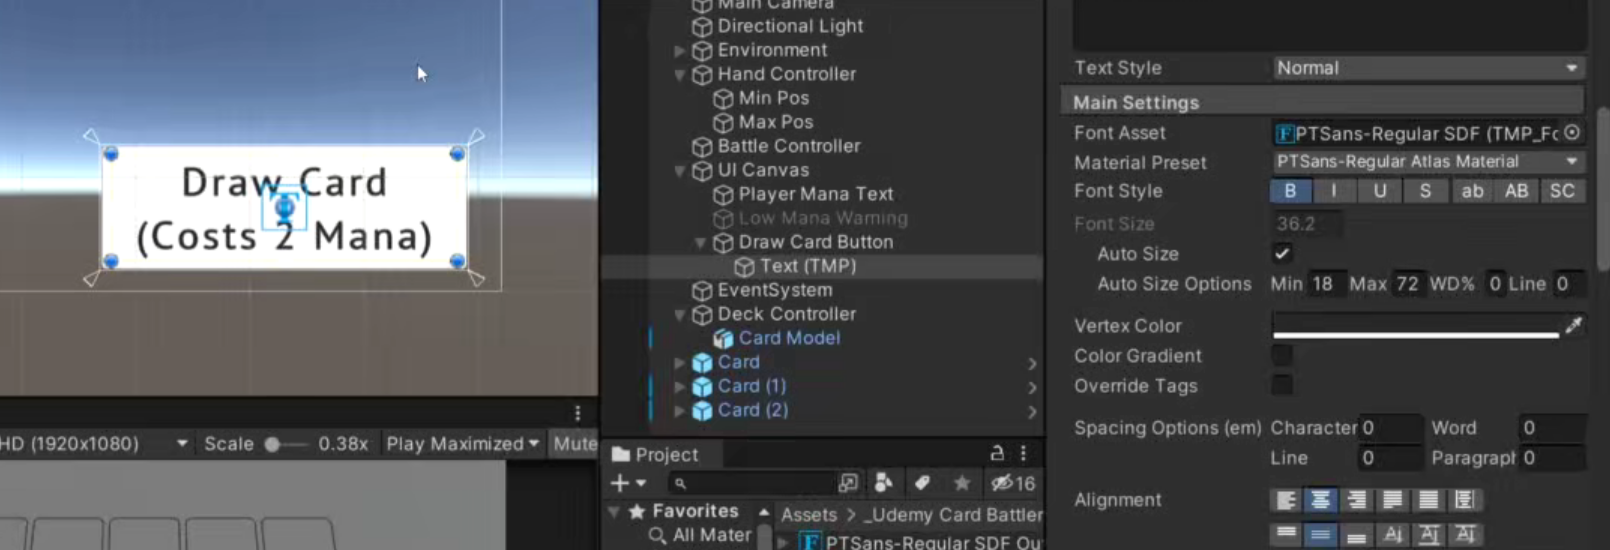 Draw Card
(Costs 2 Mana)
HD (1920x1080)
Scale
0.38x
Play Maximized
Mute
Main Camera
Directional Light
Environment
Hand Controller
Min Pos
Max Pos
Battle Controller
UI Canvas
Player Mana Text
Low Mana Warning
Draw Card Button
Text (TMP)
EventSystem
Deck Controller
Card Model
Card
Card (1)
Card (2)
Project
16
Favorites
All Mater
Assets > _Udemy Card Battler
PTSans-Regular SDF Ou
Text Style Normal
Main Settings
Font Asset PTSans-Regular SDF (TMP_Fo
Material Preset PTSans-Regular Atlas Material
Font Style B I U S ab AB SC
Font Size 36.2
Auto Size
Auto Size Options Min 18 Max 72 WD% 0 Line 0
Vertex Color
Color Gradient
Override Tags
Spacing Options (em) Character 0 Word 0
Line 0 Paragraph 0
Alignment